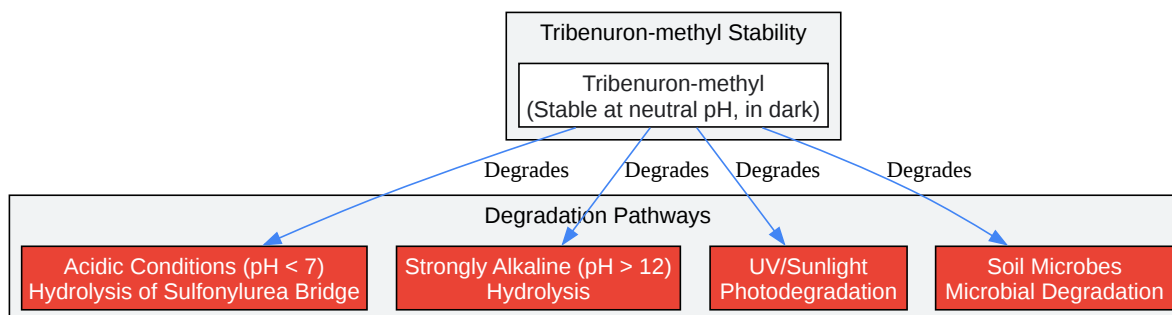 Tribenuron-methyl Stability
Tribenuron-methyl
(Stable at neutral pH, in dark)
Degrades
Degrades
Degrades
Degrades
Degradation Pathways
Acidic Conditions (pH < 7)
Hydrolysis of Sulfonylurea Bridge
Strongly Alkaline (pH > 12)
Hydrolysis
UV/Sunlight
Photodegradation
Soil Microbes
Microbial Degradation